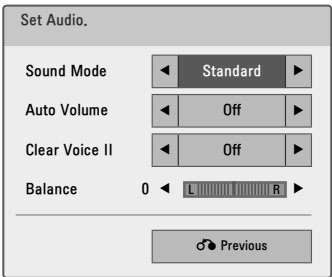 Set Audio.
Sound Mode ◄ Standard ►
Auto Volume ◄ Off ►
Clear Voice II ◄ Off ►
Balance 0 ◄ L R ►
Previous